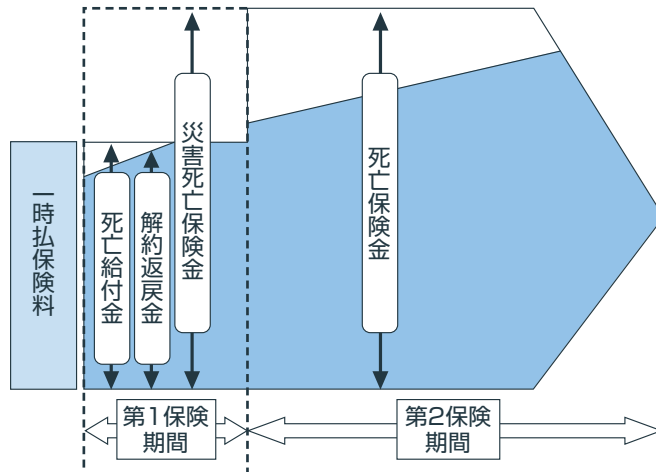 一時払保険料
死亡給付金
解約返戻金
災害死亡保険金
死亡保険金
第1保険
期間
第2保険
期間